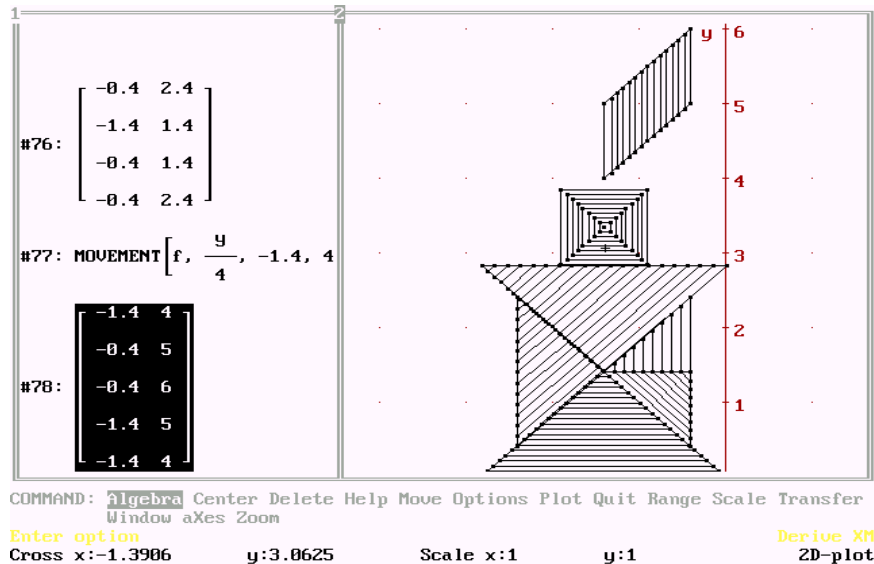 1
2
-0.4 2.4
-1.4 1.4
#76:
-0.4 1.4
-0.4 2.4
#77: MOVEMENT[f, y/4, -1.4, 4
-1.4 4
-0.4 5
#78: -0.4 6
-1.4 5
-1.4 4
y 6
5
4
3
2
1
COMMAND: Algebra Center Delete Help Move Options Plot Quit Range Scale Transfer
Window aXes Zoom
Enter option Derive XM
Cross x:-1.3906 y:3.0625 Scale x:1 y:1 2D-plot